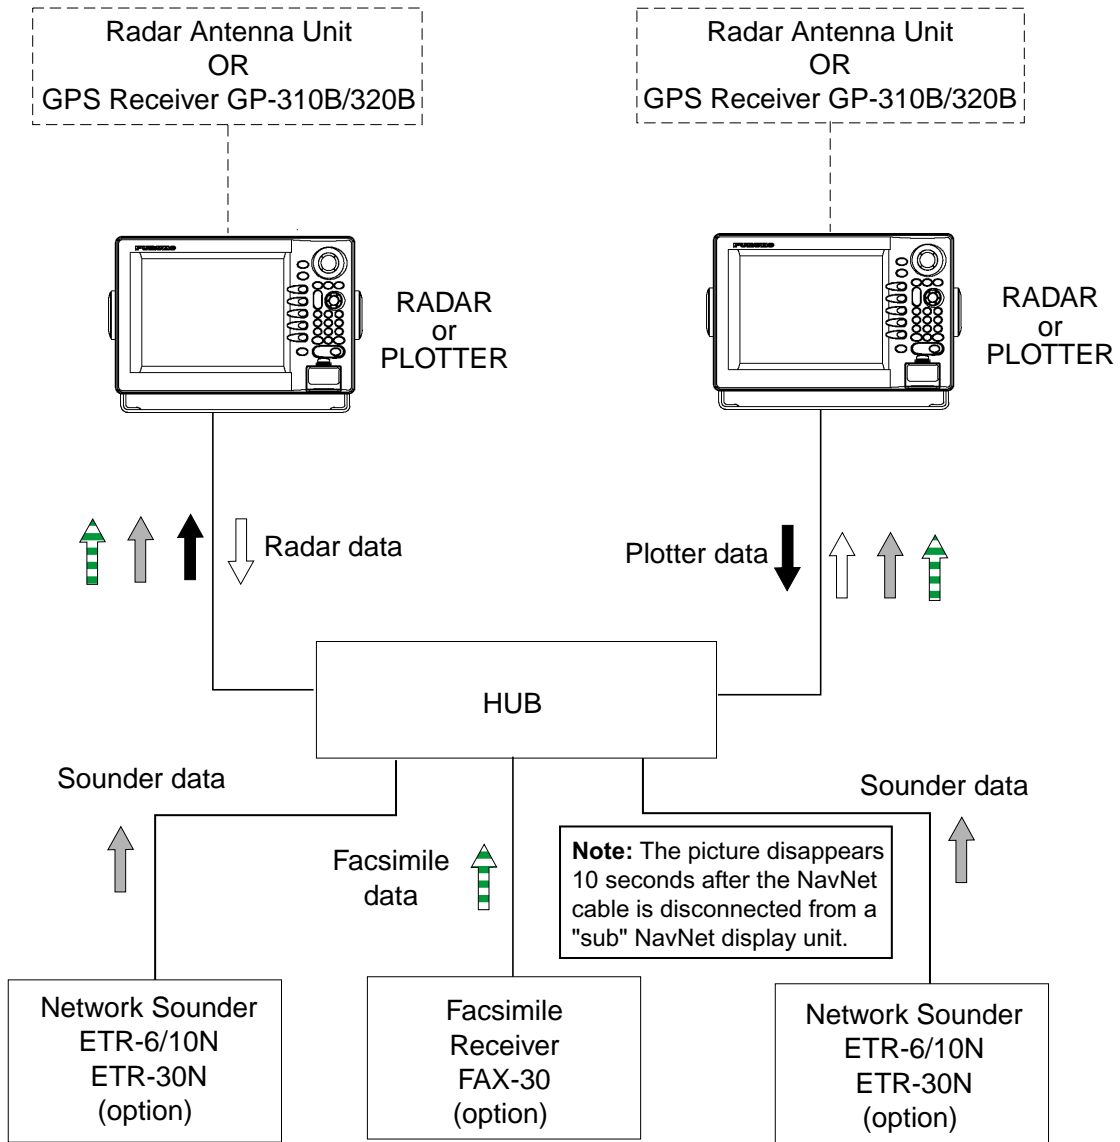 Radar Antenna Unit
OR
GPS Receiver GP-310B/320B
Radar Antenna Unit
OR
GPS Receiver GP-310B/320B
FURUNO
RADAR
or
PLOTTER
FURUNO
RADAR
or
PLOTTER
Radar data
Plotter data
HUB
Sounder data
Sounder data
Facsimile
data
Note: The picture disappears
10 seconds after the NavNet
cable is disconnected from a
"sub" NavNet display unit.
Network Sounder
ETR-6/10N
ETR-30N
(option)
Facsimile
Receiver
FAX-30
(option)
Network Sounder
ETR-6/10N
ETR-30N
(option)